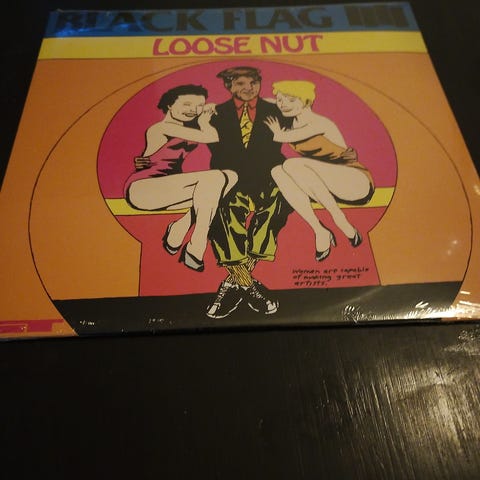 BLACK FLAG
LOOSE NUT
Women are capable
of making great
artists."